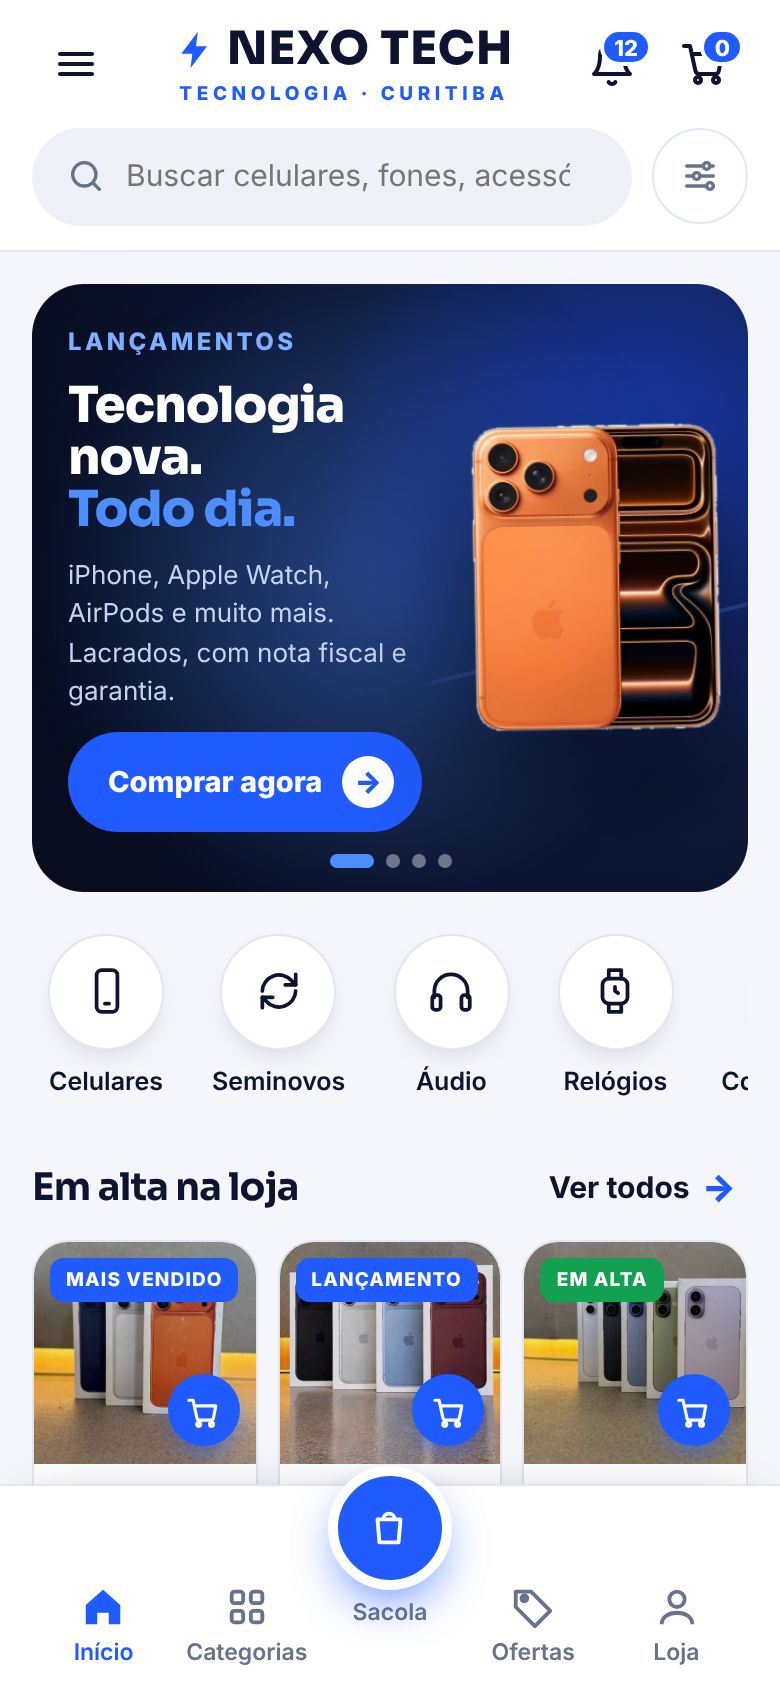 NEXO TECH
TECNOLOGIA · CURITIBA
12
0
Buscar celulares, fones, acessó
LANÇAMENTOS
Tecnologia
nova.
Todo dia.
iPhone, Apple Watch,
AirPods e muito mais.
Lacrados, com nota fiscal e
garantia.
Comprar agora
Celulares
Seminovos
Áudio
Relógios
Co
Em alta na loja
Ver todos
MAIS VENDIDO
LANÇAMENTO
EM ALTA
Início
Categorias
Sacola
Ofertas
Loja